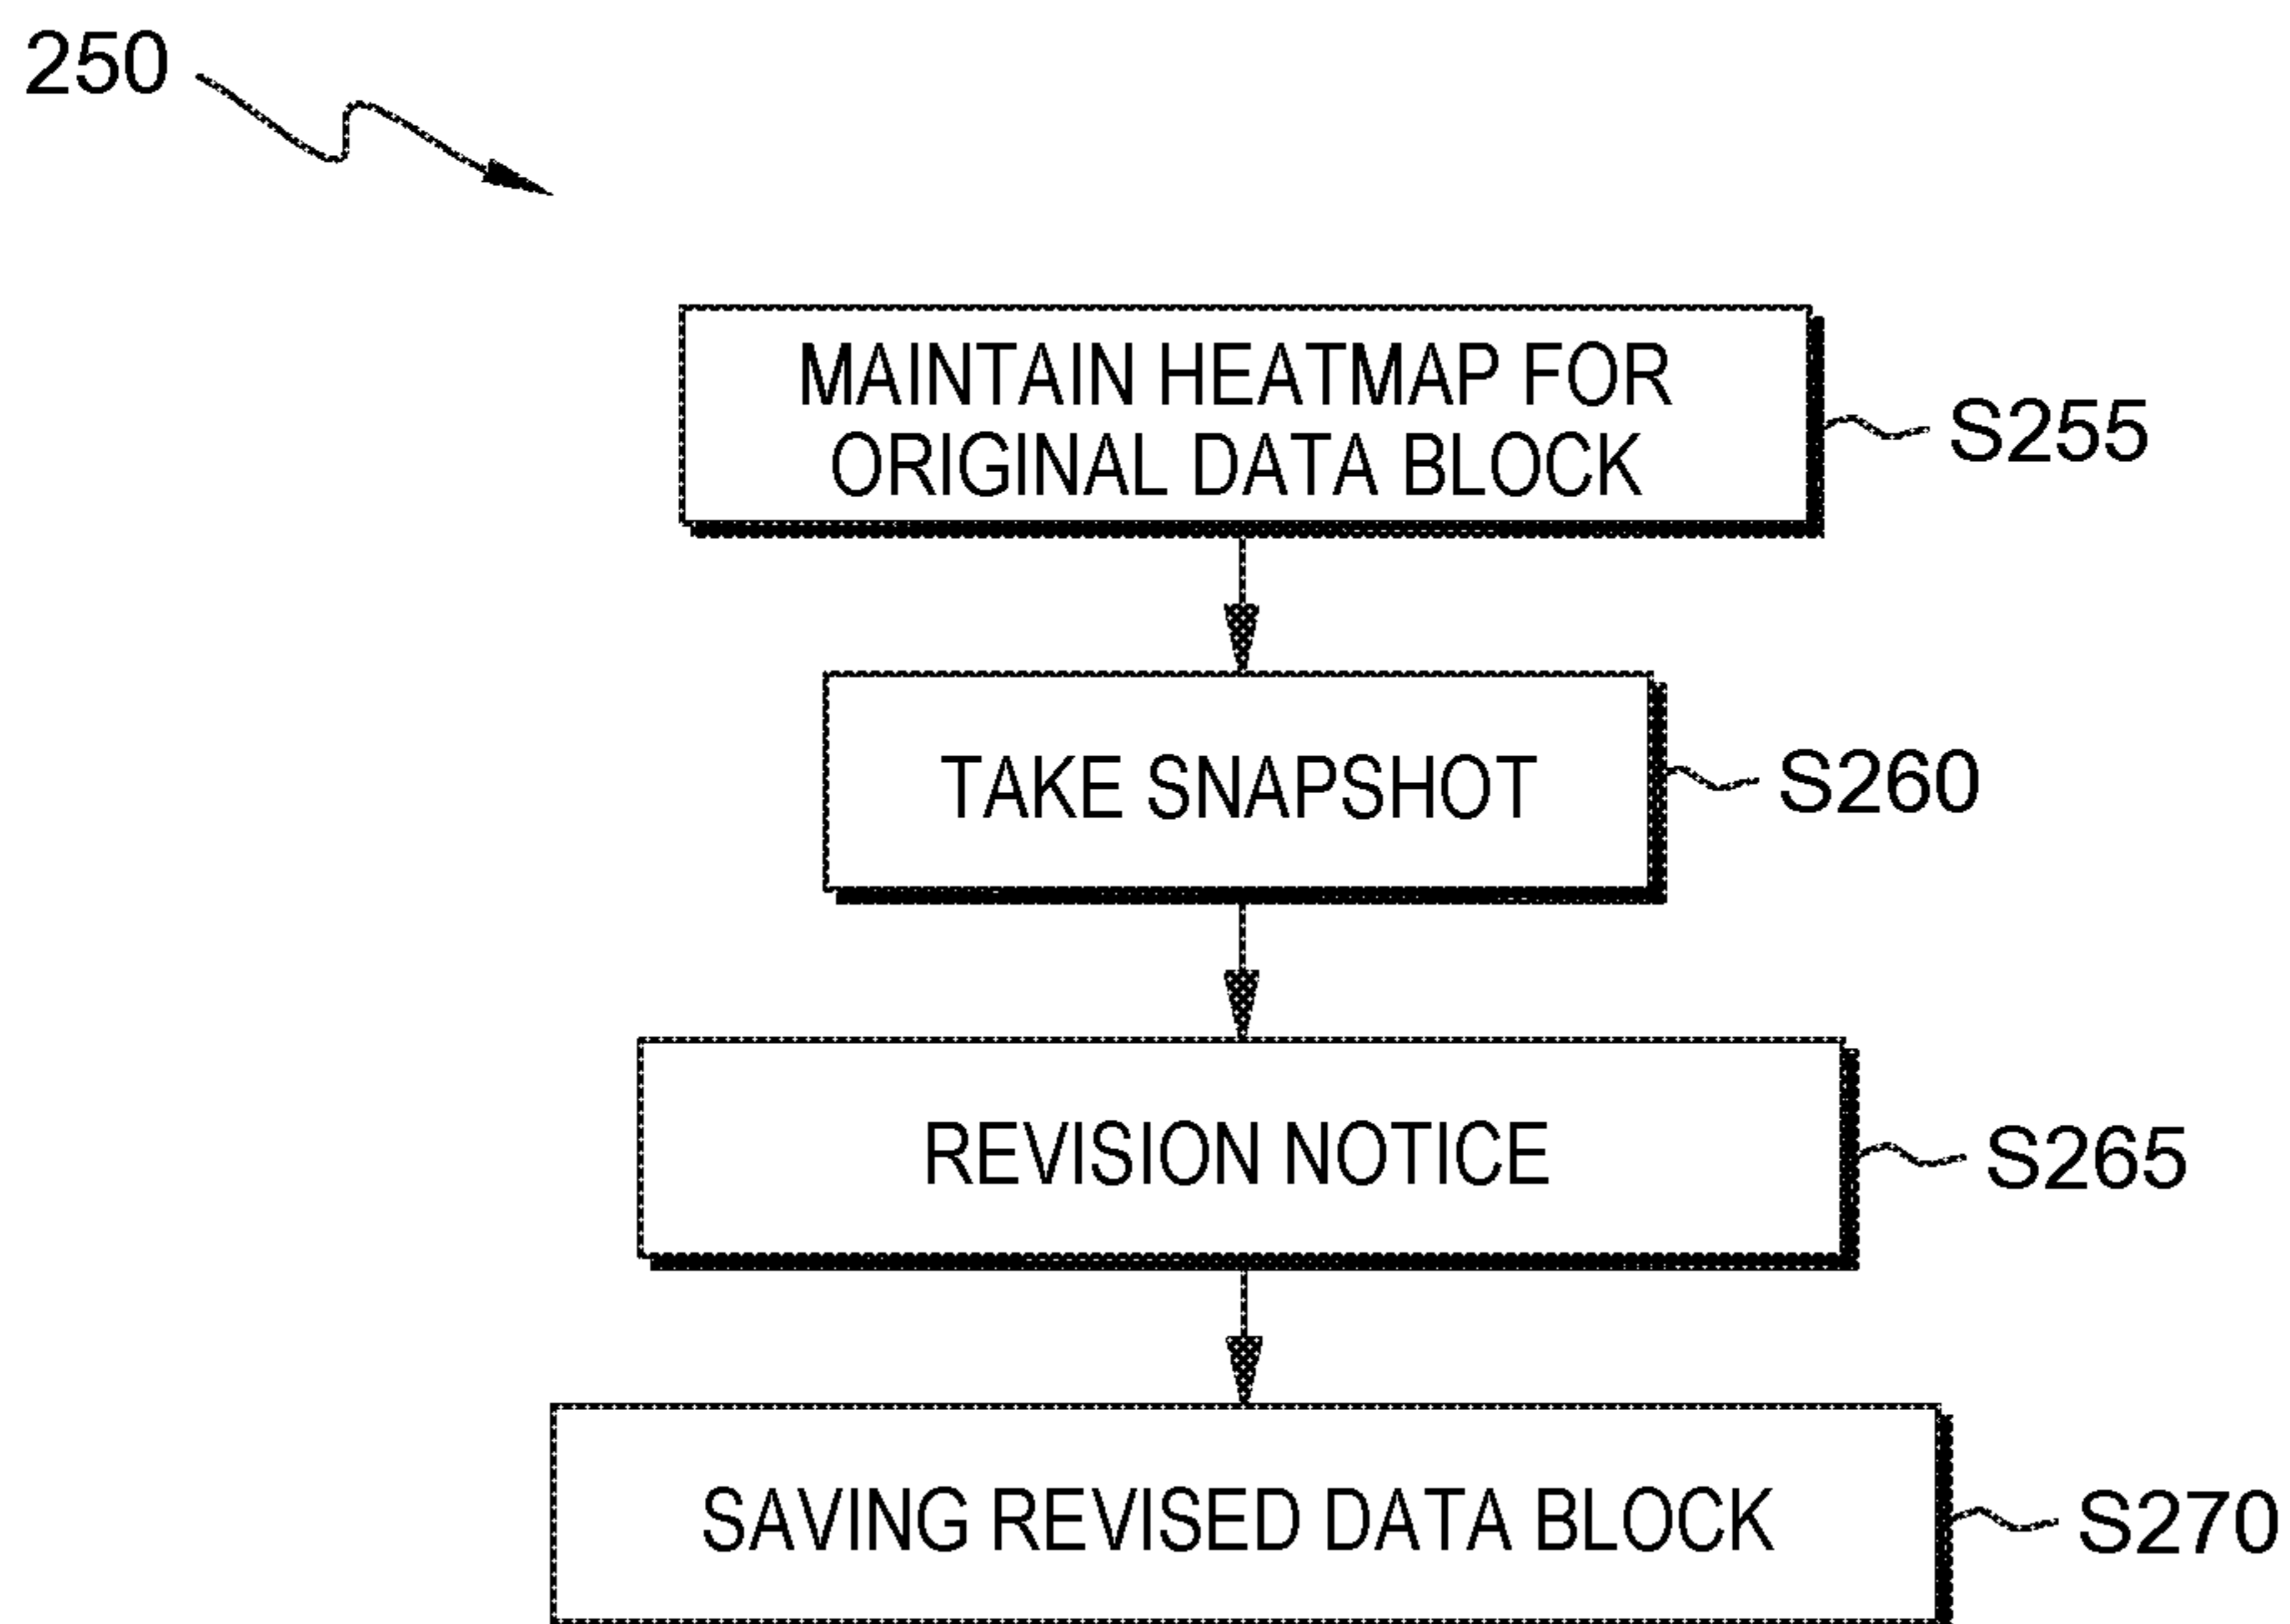 250
MAINTAIN HEATMAP FOR
ORIGINAL DATA BLOCK
S255
TAKE SNAPSHOT
S260
REVISION NOTICE
S265
SAVING REVISED DATA BLOCK
S270